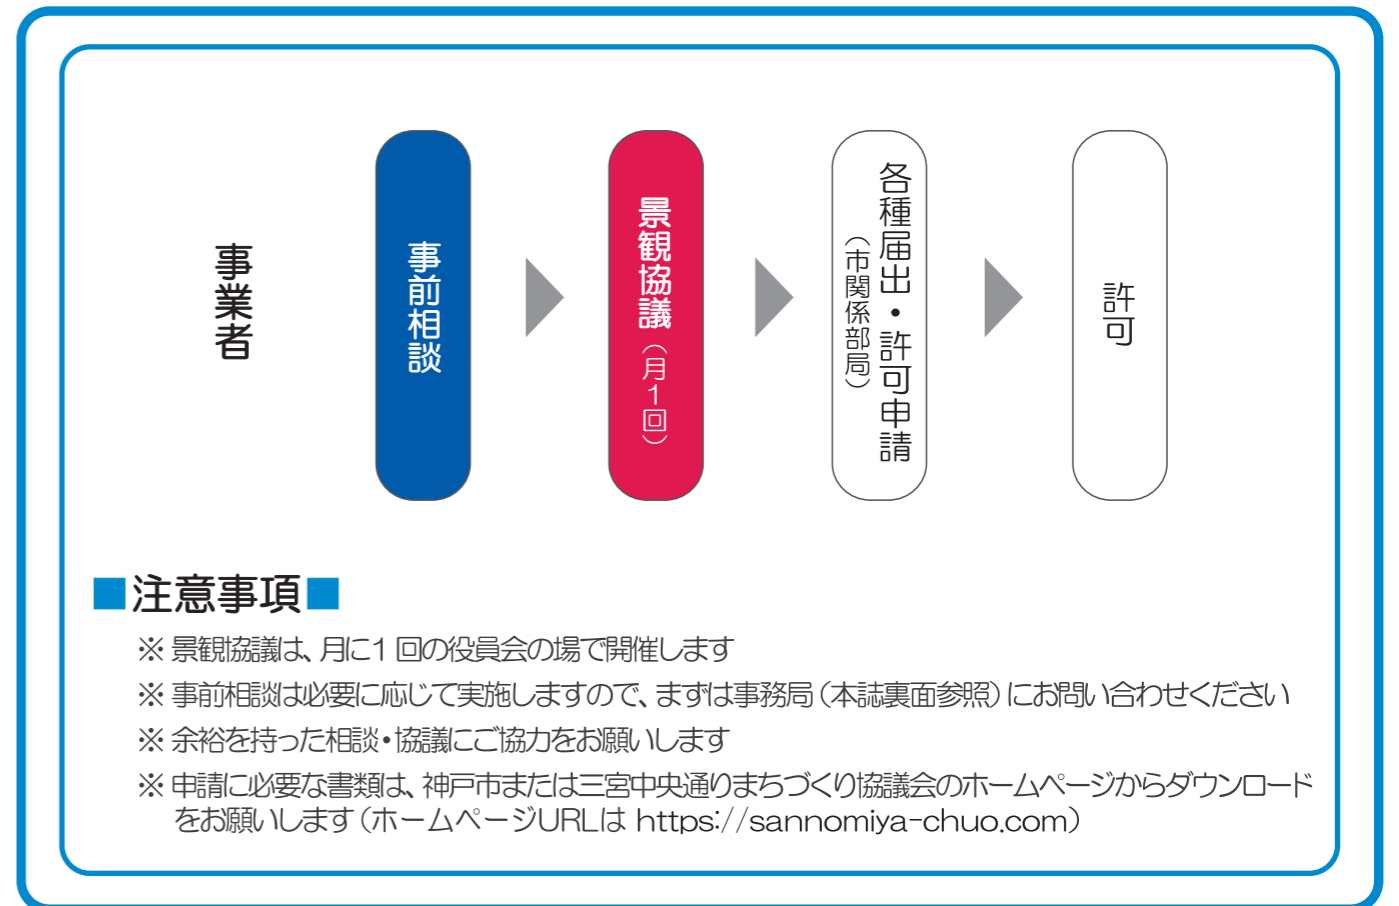 事業者
事前相談
景観協議（月1回）
各種届出・許可申請
（市関係部局）
許可
■注意事項■
※ 景観協議は、月に1 回の役員会の場で開催します
※ 事前相談は必要に応じて実施しますので、まずは事務局（本誌裏面参照）にお問い合わせください
※ 余裕を持った相談・協議にご協力をお願いします
※ 申請に必要な書類は、神戸市または三宮中央通りまちづくり協議会のホームページからダウンロード
をお願いします（ホームページURLは https://sannomiya-chuo.com）